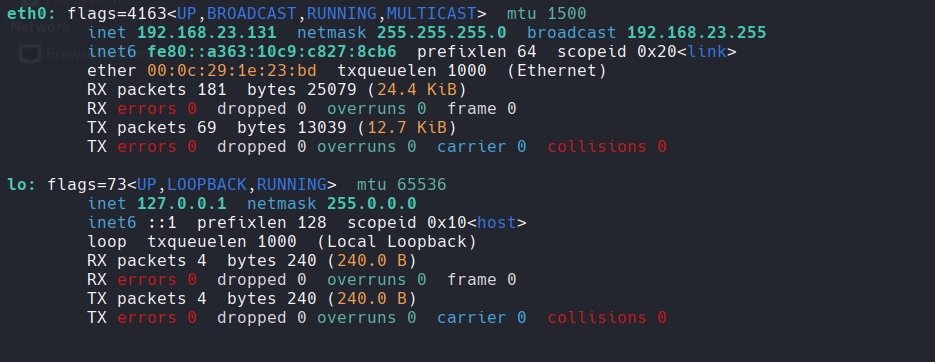 eth0: flags=4163<UP,BROADCAST,RUNNING,MULTICAST>  mtu 1500
inet 192.168.23.131  netmask 255.255.255.0  broadcast 192.168.23.255
inet6 fe80::a363:10c9:c827:8cb6  prefixlen 64  scopeid 0x20<link>
ether 00:0c:29:1e:23:bd  txqueuelen 1000  (Ethernet)
RX packets 181  bytes 25079 (24.4 KiB)
RX errors 0  dropped 0  overruns 0  frame 0
TX packets 69  bytes 13039 (12.7 KiB)
TX errors 0  dropped 0 overruns 0  carrier 0  collisions 0
lo: flags=73<UP,LOOPBACK,RUNNING>  mtu 65536
inet 127.0.0.1  netmask 255.0.0.0
inet6 ::1  prefixlen 128  scopeid 0x10<host>
loop  txqueuelen 1000  (Local Loopback)
RX packets 4  bytes 240 (240.0 B)
RX errors 0  dropped 0  overruns 0  frame 0
TX packets 4  bytes 240 (240.0 B)
TX errors 0  dropped 0 overruns 0  carrier 0  collisions 0